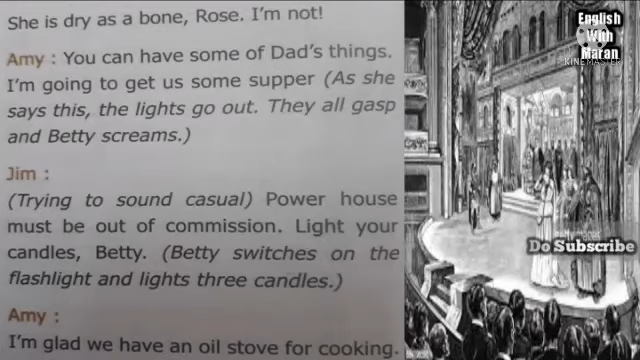 She is dry as a bone, Rose. I'm not!
Amy : You can have some of Dad's things.
I'm going to get us some supper (As she
says this, the lights go out. They all gasp
and Betty screams.)
Jim :
(Trying to sound casual) Power house
must be out of commission. Light your
candles, Betty. (Betty switches on the
flashlight and lights three candles.)
Amy :
I'm glad we have an oil stove for cooking.
English
With
Maran
KINEMASTER
Do Subscribe